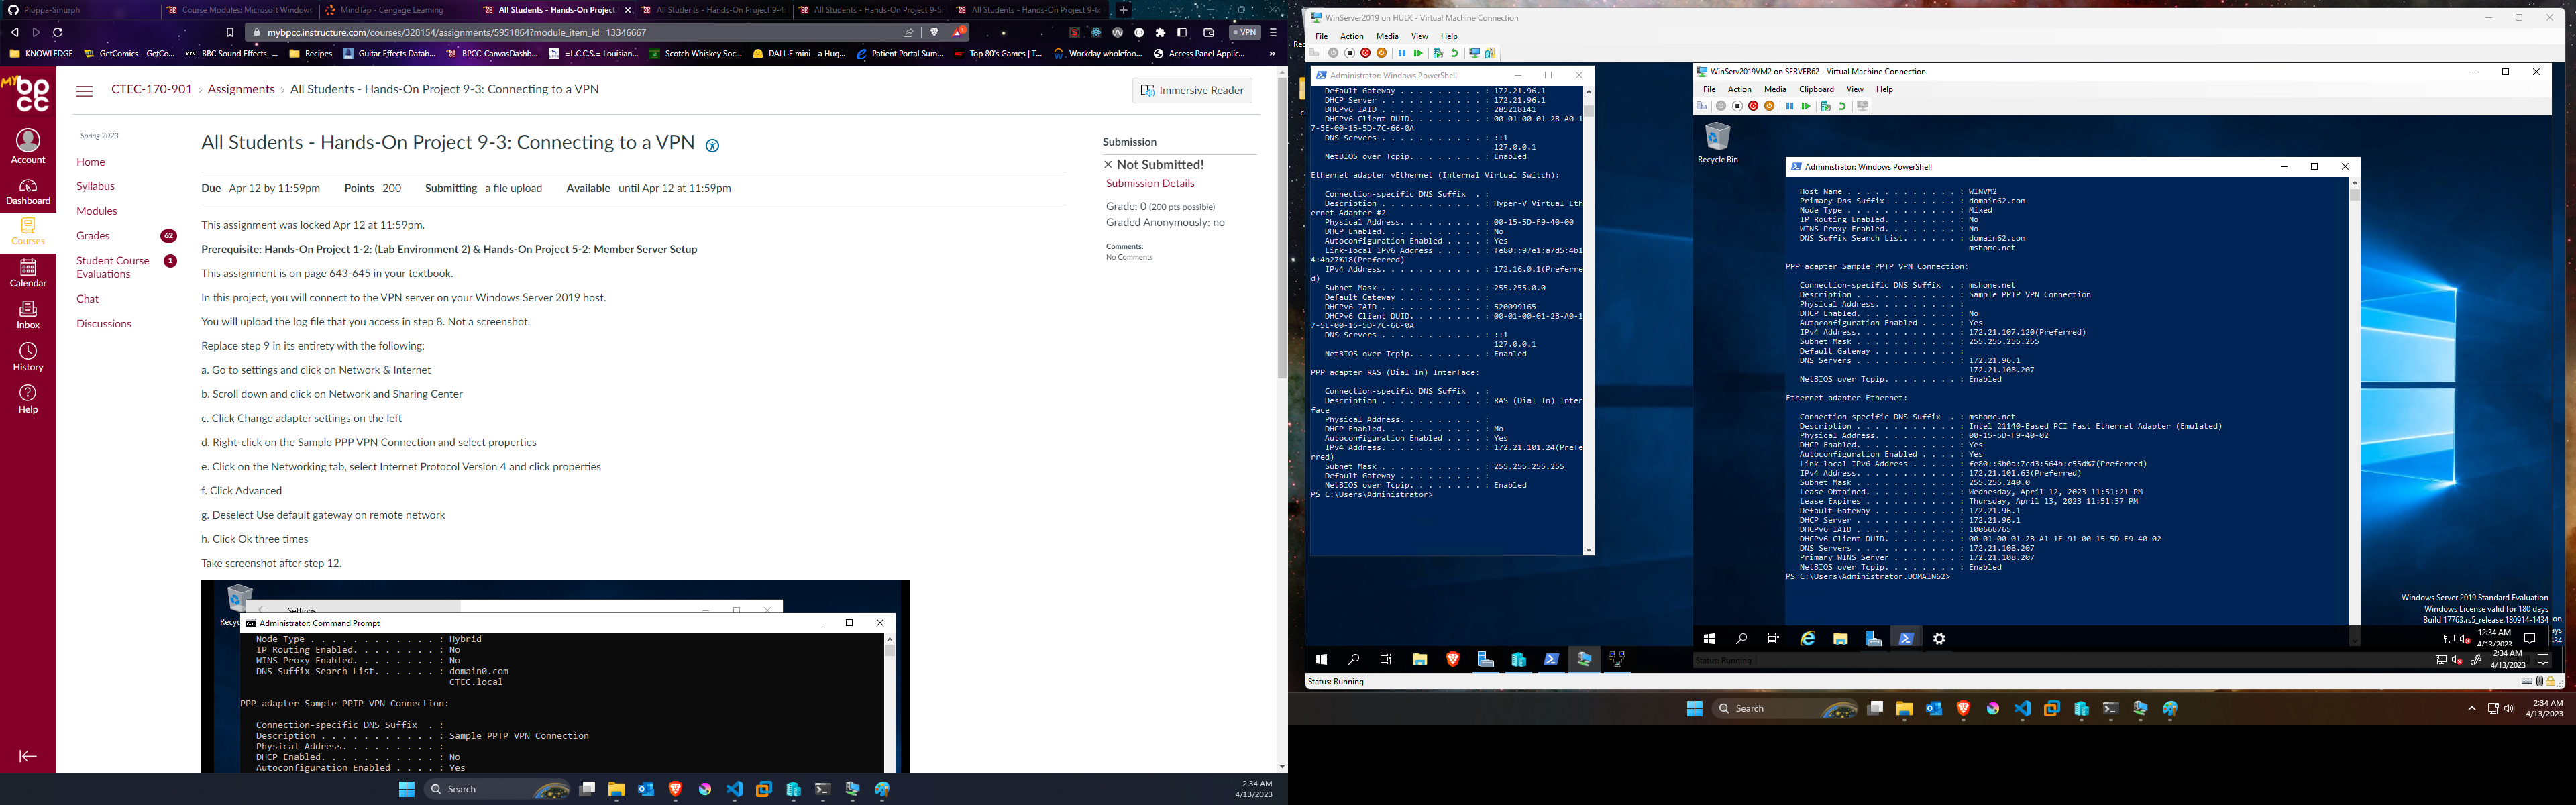 Ploppa-Smurph
Course Modules: Microsoft Windows
MindTap - Cengage Learning
All Students - Hands-On Project
All Students - Hands-On Project 9-4:
All Students - Hands-On Project 9-5:
All Students - Hands-On Project 9-6:
mybpcc.instructure.com/courses/328154/assignments/5951864?module_item_id=13346667
VPN
KNOWLEDGE
GetComics – GetCo...
BBC Sound Effects -...
Recipes
Guitar Effects Datab...
BPCC-CanvasDashb...
=L.C.C.S.= Louisian...
Scotch Whiskey Soc...
DALL·E mini - a Hug...
Patient Portal Sum...
Top 80's Games | T...
Workday wholefoo...
Access Panel Applic...
MY
bp
cc
Account
Dashboard
Courses
Calendar
Inbox
History
Help
CTEC-170-901 › Assignments › All Students - Hands-On Project 9-3: Connecting to a VPN
Immersive Reader
Spring 2023
Home
Syllabus
Modules
Grades
62
Student Course
Evaluations
1
Chat
Discussions
All Students - Hands-On Project 9-3: Connecting to a VPN
Due Apr 12 by 11:59pm Points 200 Submitting a file upload Available until Apr 12 at 11:59pm
This assignment was locked Apr 12 at 11:59pm.
Prerequisite: Hands-On Project 1-2: (Lab Environment 2) & Hands-On Project 5-2: Member Server Setup
This assignment is on page 643-645 in your textbook.
In this project, you will connect to the VPN server on your Windows Server 2019 host.
You will upload the log file that you access in step 8. Not a screenshot.
Replace step 9 in its entirety with the following:
a. Go to settings and click on Network & Internet
b. Scroll down and click on Network and Sharing Center
c. Click Change adapter settings on the left
d. Right-click on the Sample PPP VPN Connection and select properties
e. Click on the Networking tab, select Internet Protocol Version 4 and click properties
f. Click Advanced
g. Deselect Use default gateway on remote network
h. Click Ok three times
Take screenshot after step 12.
Submission
Not Submitted!
Submission Details
Grade: 0 (200 pts possible)
Graded Anonymously: no
Comments:
No Comments
Settings
Recyc
Administrator: Command Prompt
Node Type . . . . . . . . . . . . : Hybrid
IP Routing Enabled. . . . . . . . : No
WINS Proxy Enabled. . . . . . . . : No
DNS Suffix Search List. . . . . . : domain0.com
CTEC.local
PPP adapter Sample PPTP VPN Connection:
Connection-specific DNS Suffix . :
Description . . . . . . . . . . . : Sample PPTP VPN Connection
Physical Address. . . . . . . . . :
DHCP Enabled. . . . . . . . . . . : No
Autoconfiguration Enabled . . . . : Yes
Search
2:34 AM
4/13/2023
WinServer2019 on HULK - Virtual Machine Connection
File Action Media View Help
Administrator: Windows PowerShell
Default Gateway . . . . . . . . . : 172.21.96.1
DHCP Server . . . . . . . . . . . : 172.21.96.1
DHCPv6 IAID . . . . . . . . . . . : 285218141
DHCPv6 Client DUID. . . . . . . . : 00-01-00-01-2B-A0-1
7-5E-00-15-5D-7C-66-0A
DNS Servers . . . . . . . . . . . : ::1
127.0.0.1
NetBIOS over Tcpip. . . . . . . . : Enabled
Ethernet adapter vEthernet (Internal Virtual Switch):
Connection-specific DNS Suffix . :
Description . . . . . . . . . . . : Hyper-V Virtual Eth
ernet Adapter #2
Physical Address. . . . . . . . . : 00-15-5D-F9-40-00
DHCP Enabled. . . . . . . . . . . : No
Autoconfiguration Enabled . . . . : Yes
Link-local IPv6 Address . . . . . : fe80::97e1:a7d5:4b1
4:4b27%18(Preferred)
IPv4 Address. . . . . . . . . . . : 172.16.0.1(Preferre
d)
Subnet Mask . . . . . . . . . . . : 255.255.0.0
Default Gateway . . . . . . . . . :
DHCPv6 IAID . . . . . . . . . . . : 520099165
DHCPv6 Client DUID. . . . . . . . : 00-01-00-01-2B-A0-1
7-5E-00-15-5D-7C-66-0A
DNS Servers . . . . . . . . . . . : ::1
127.0.0.1
NetBIOS over Tcpip. . . . . . . . : Enabled
PPP adapter RAS (Dial In) Interface:
Connection-specific DNS Suffix . :
Description . . . . . . . . . . . : RAS (Dial In) Inter
face
Physical Address. . . . . . . . . :
DHCP Enabled. . . . . . . . . . . : No
Autoconfiguration Enabled . . . . : Yes
IPv4 Address. . . . . . . . . . . : 172.21.101.24(Prefe
rred)
Subnet Mask . . . . . . . . . . . : 255.255.255.255
Default Gateway . . . . . . . . . :
NetBIOS over Tcpip. . . . . . . . : Enabled
PS C:\Users\Administrator>
WinServ2019VM2 on SERVER62 - Virtual Machine Connection
File Action Media Clipboard View Help
Recycle Bin
Administrator: Windows PowerShell
Host Name . . . . . . . . . . . . : WINVM2
Primary Dns Suffix . . . . . . . : domain62.com
Node Type . . . . . . . . . . . . : Mixed
IP Routing Enabled. . . . . . . . : No
WINS Proxy Enabled. . . . . . . . : No
DNS Suffix Search List. . . . . . : domain62.com
mshome.net
PPP adapter Sample PPTP VPN Connection:
Connection-specific DNS Suffix . : mshome.net
Description . . . . . . . . . . . : Sample PPTP VPN Connection
Physical Address. . . . . . . . . :
DHCP Enabled. . . . . . . . . . . : No
Autoconfiguration Enabled . . . . : Yes
IPv4 Address. . . . . . . . . . . : 172.21.107.120(Preferred)
Subnet Mask . . . . . . . . . . . : 255.255.255.255
Default Gateway . . . . . . . . . :
DNS Servers . . . . . . . . . . . : 172.21.96.1
172.21.108.207
NetBIOS over Tcpip. . . . . . . . : Enabled
Ethernet adapter Ethernet:
Connection-specific DNS Suffix . : mshome.net
Description . . . . . . . . . . . : Intel 21140-Based PCI Fast Ethernet Adapter (Emulated)
Physical Address. . . . . . . . . : 00-15-5D-F9-40-02
DHCP Enabled. . . . . . . . . . . : Yes
Autoconfiguration Enabled . . . . : Yes
Link-local IPv6 Address . . . . . : fe80::6b0a:7cd3:564b:c55d%7(Preferred)
IPv4 Address. . . . . . . . . . . : 172.21.101.63(Preferred)
Subnet Mask . . . . . . . . . . . : 255.255.240.0
Lease Obtained. . . . . . . . . . : Wednesday, April 12, 2023 11:51:21 PM
Lease Expires . . . . . . . . . . : Thursday, April 13, 2023 11:51:37 PM
Default Gateway . . . . . . . . . : 172.21.96.1
DHCP Server . . . . . . . . . . . : 172.21.96.1
DHCPv6 IAID . . . . . . . . . . . : 100668765
DHCPv6 Client DUID. . . . . . . . : 00-01-00-01-2B-A1-1F-91-00-15-5D-F9-40-02
DNS Servers . . . . . . . . . . . : 172.21.108.207
Primary WINS Server . . . . . . . : 172.21.108.207
NetBIOS over Tcpip. . . . . . . . : Enabled
PS C:\Users\Administrator.DOMAIN62>
Windows Server 2019 Standard Evaluation
Windows License valid for 180 days
Build 17763.rs5_release.180914-1434
12:34 AM
4/13/2023
Status: Running
2:34 AM
4/13/2023
Status: Running
Search
2:34 AM
4/13/2023